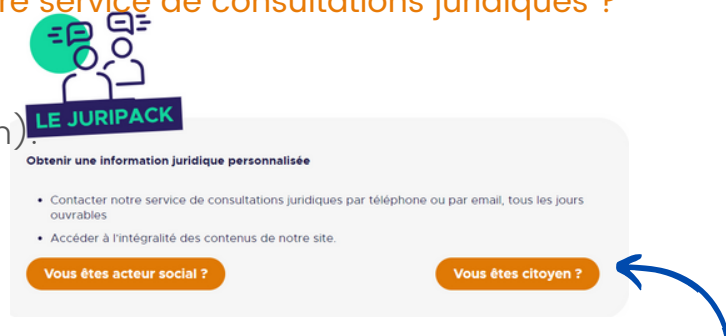 re service de consultations juridiques ?
n).
LE JURIPACK
Obtenir une information juridique personnalisée
• Contacter notre service de consultations juridiques par téléphone ou par email, tous les jours
ouvrables
• Accéder à l'intégralité des contenus de notre site.
Vous êtes acteur social ?
Vous êtes citoyen ?